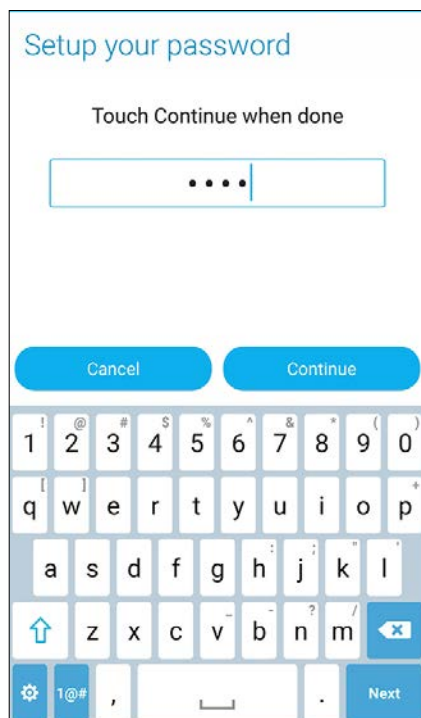 Setup your password
Touch Continue when done
••••
Cancel Continue
! @ # $ % ^ & * ( )
1 2 3 4 5 6 7 8 9 0
[ ] +
q w e r t y u i o p
: ; " '
a s d f g h j k l
_ - ? /
z x c v b n m
1@# , . Next